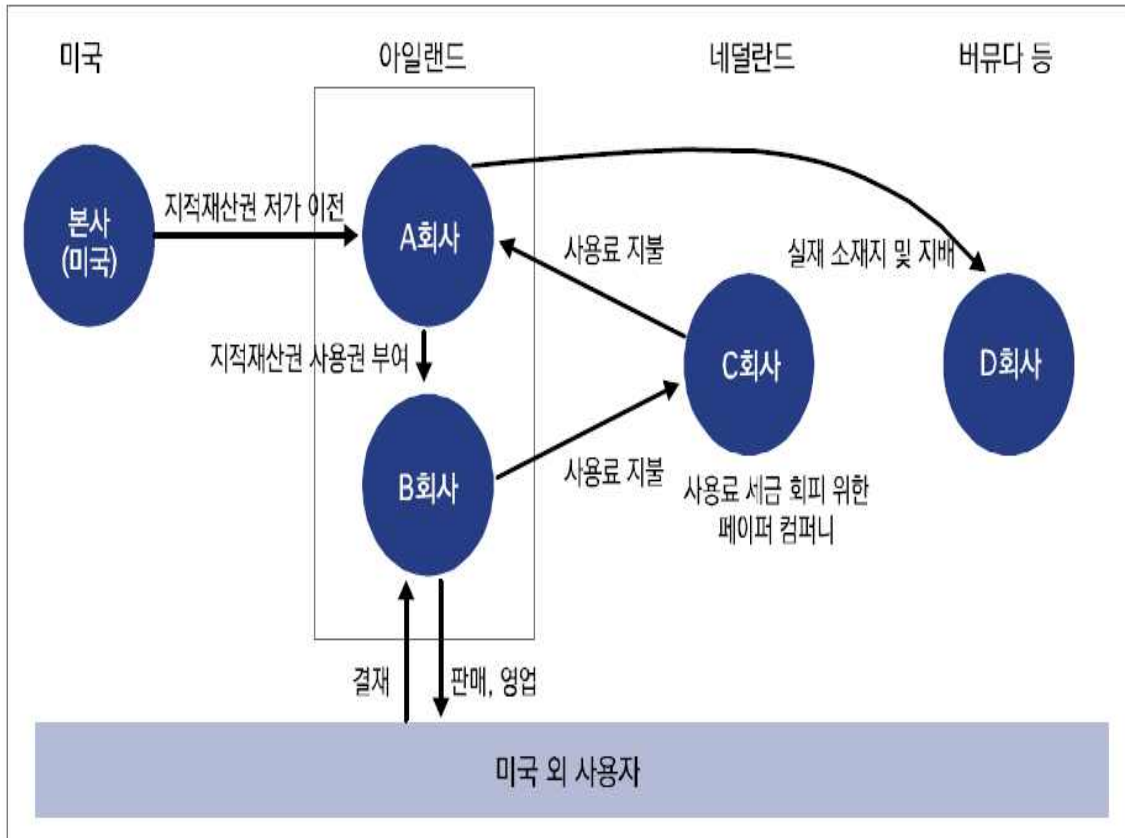 미국
아일랜드
네덜란드
버뮤다 등
본사
(미국)
지적재산권 저가 이전
A회사
사용료 지불
실재 소재지 및 지배
지적재산권 사용권 부여
C회사
D회사
B회사
사용료 지불
사용료 세금 회피 위한
페이퍼 컴퍼니
결재
판매, 영업
미국 외 사용자